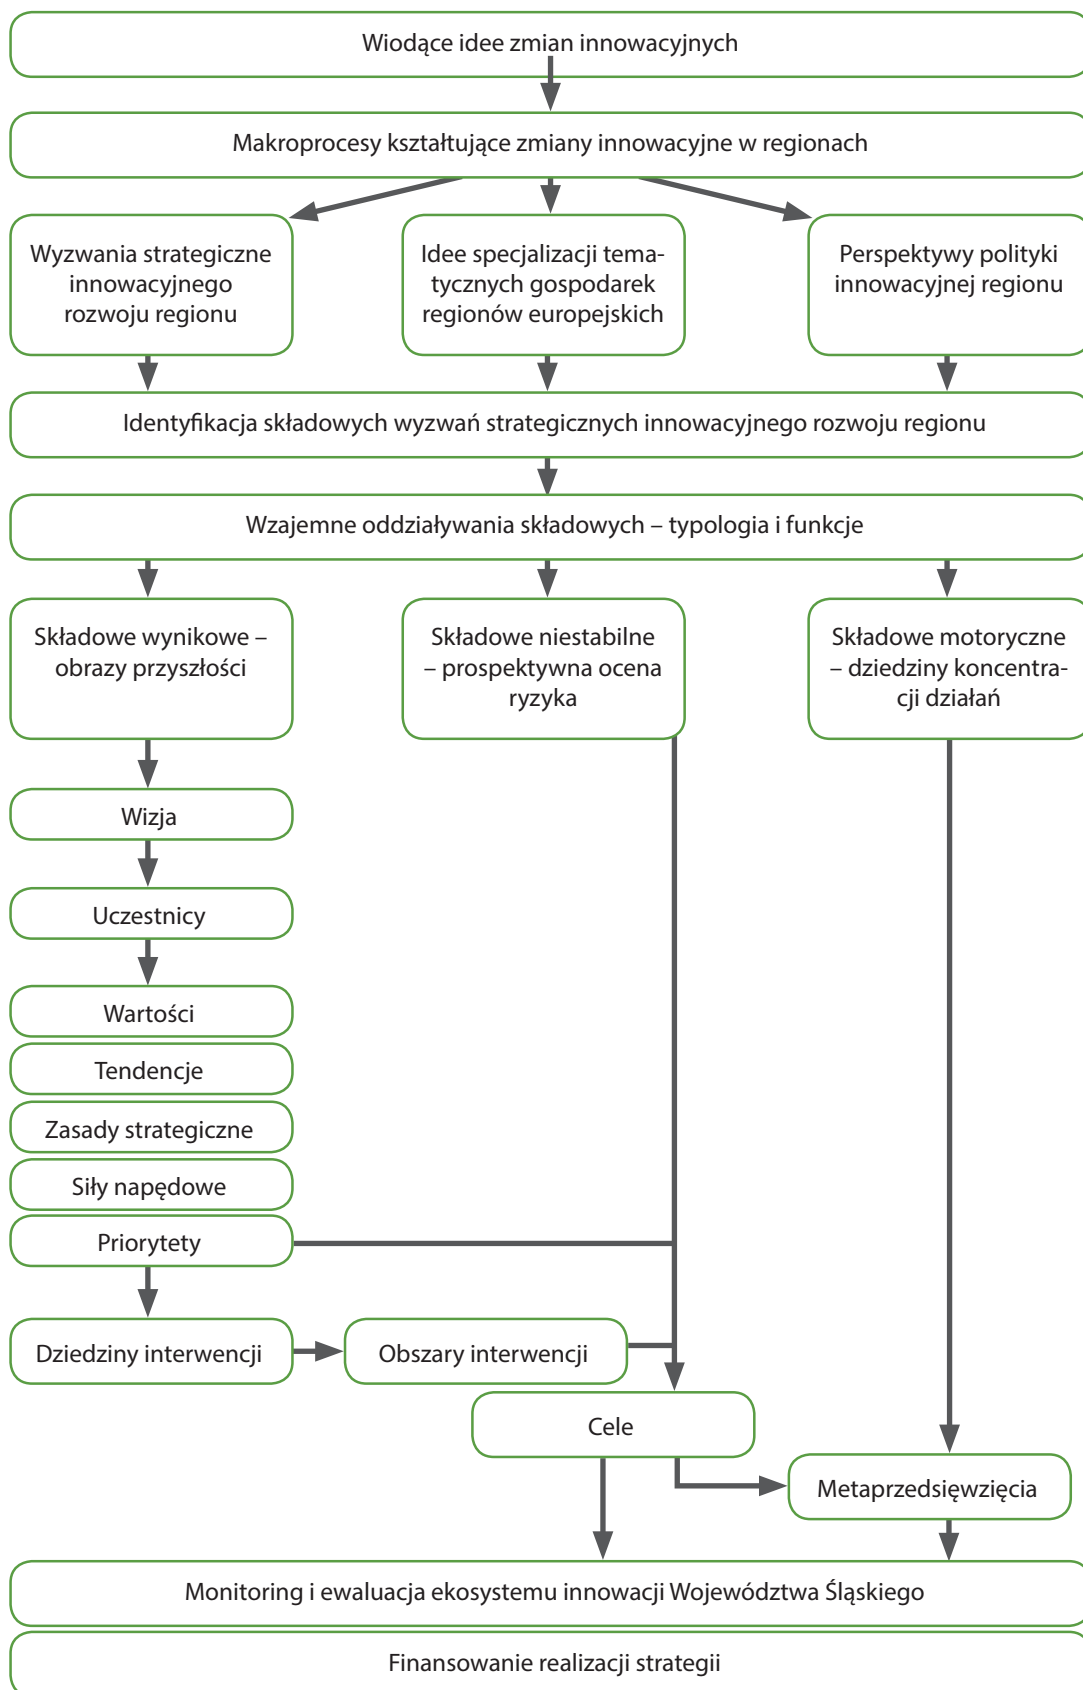 Wiodące idee zmian innowacyjnych
Makroprocesy kształtujące zmiany innowacyjne w regionach
Wyzwania strategiczne
innowacyjnego
rozwoju regionu
Idee specjalizacji tema-
tycznych gospodarek
regionów europejskich
Perspektywy polityki
innowacyjnej regionu
Identyfikacja składowych wyzwań strategicznych innowacyjnego rozwoju regionu
Wzajemne oddziaływania składowych – typologia i funkcje
Składowe wynikowe –
obrazy przyszłości
Składowe niestabilne
– prospektywna ocena
ryzyka
Składowe motoryczne
– dziedziny koncentra-
cji działań
Wizja
Uczestnicy
Wartości
Tendencje
Zasady strategiczne
Siły napędowe
Priorytety
Dziedziny interwencji
Obszary interwencji
Cele
Metaprzedsięwzięcia
Monitoring i ewaluacja ekosystemu innowacji Województwa Śląskiego
Finansowanie realizacji strategii